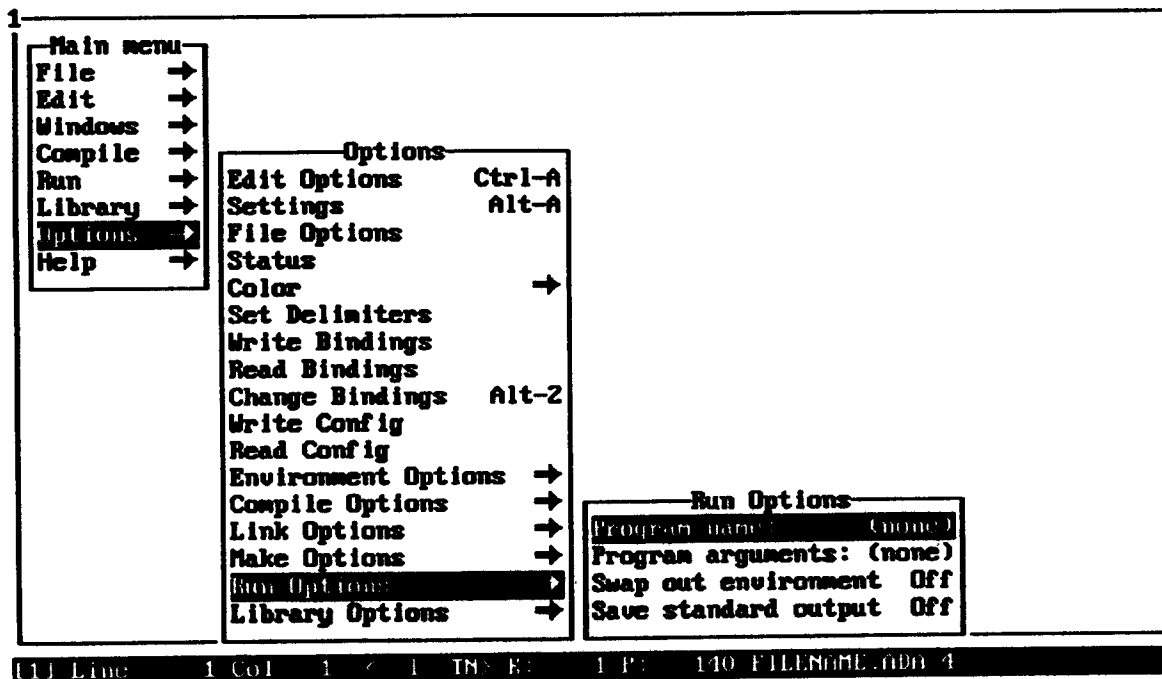 1
Main menu
File →
Edit →
Windows →
Compile →
Run →
Library →
Options →
Help →
Options
Edit Options Ctrl-A
Settings Alt-A
File Options
Status
Color →
Set Delimiters
Write Bindings
Read Bindings
Change Bindings Alt-Z
Write Config
Read Config
Environment Options →
Compile Options →
Link Options →
Make Options →
Run Options
Library Options →
Run Options
Program name: (none)
Program arguments: (none)
Swap out environment Off
Save standard output Off
[1] Line 1 Col 1 < 1 IN> K: 1 P: 140 FILENAME.ADA 4